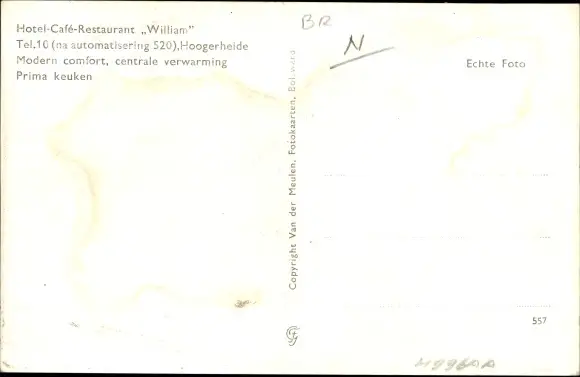 Hotel-Café-Restaurant „William"
Tel.10 (na automatisering 520),Hoogerheide
Modern comfort, centrale verwarming
Prima keuken
BR
N
Echte Foto
Copyright Van der Meulen, Fotokaarten, Bolsward
557